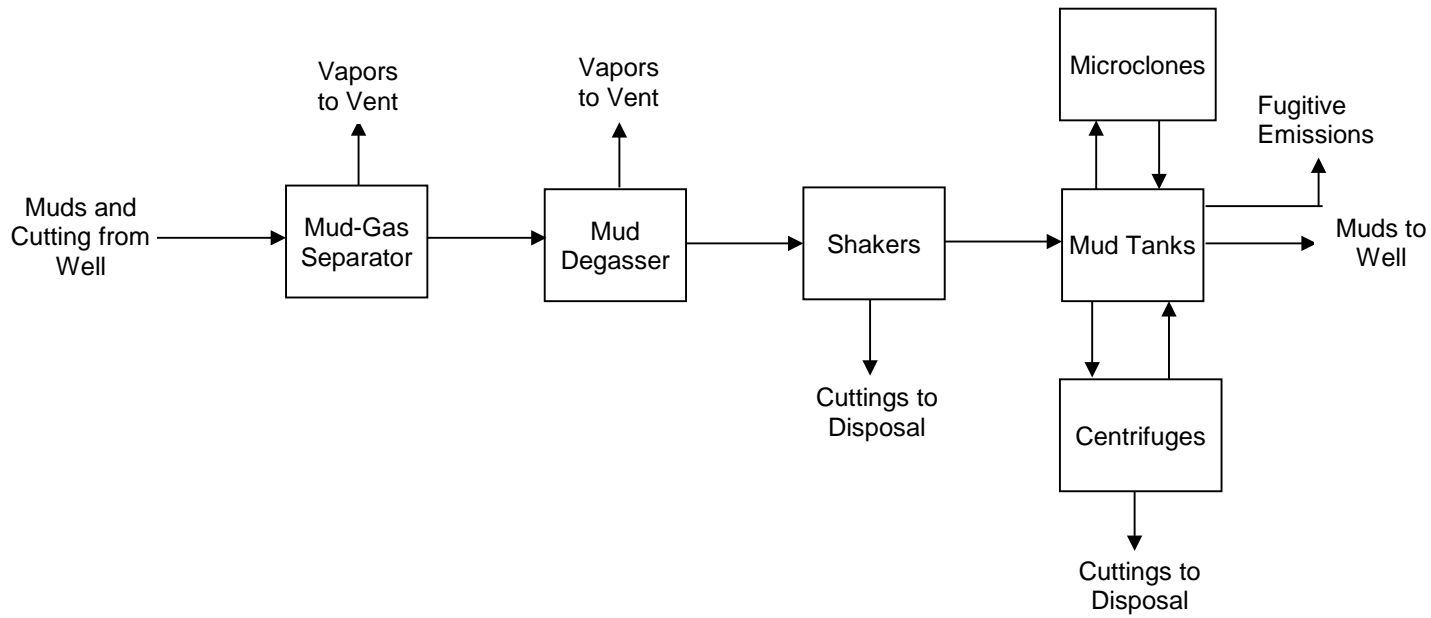 Vapors
to Vent
Vapors
to Vent
Microclones
Fugitive
Emissions
Muds and
Cutting from
Well
Mud-Gas
Separator
Mud
Degasser
Shakers
Mud Tanks
Muds to
Well
Cuttings to
Disposal
Centrifuges
Cuttings to
Disposal